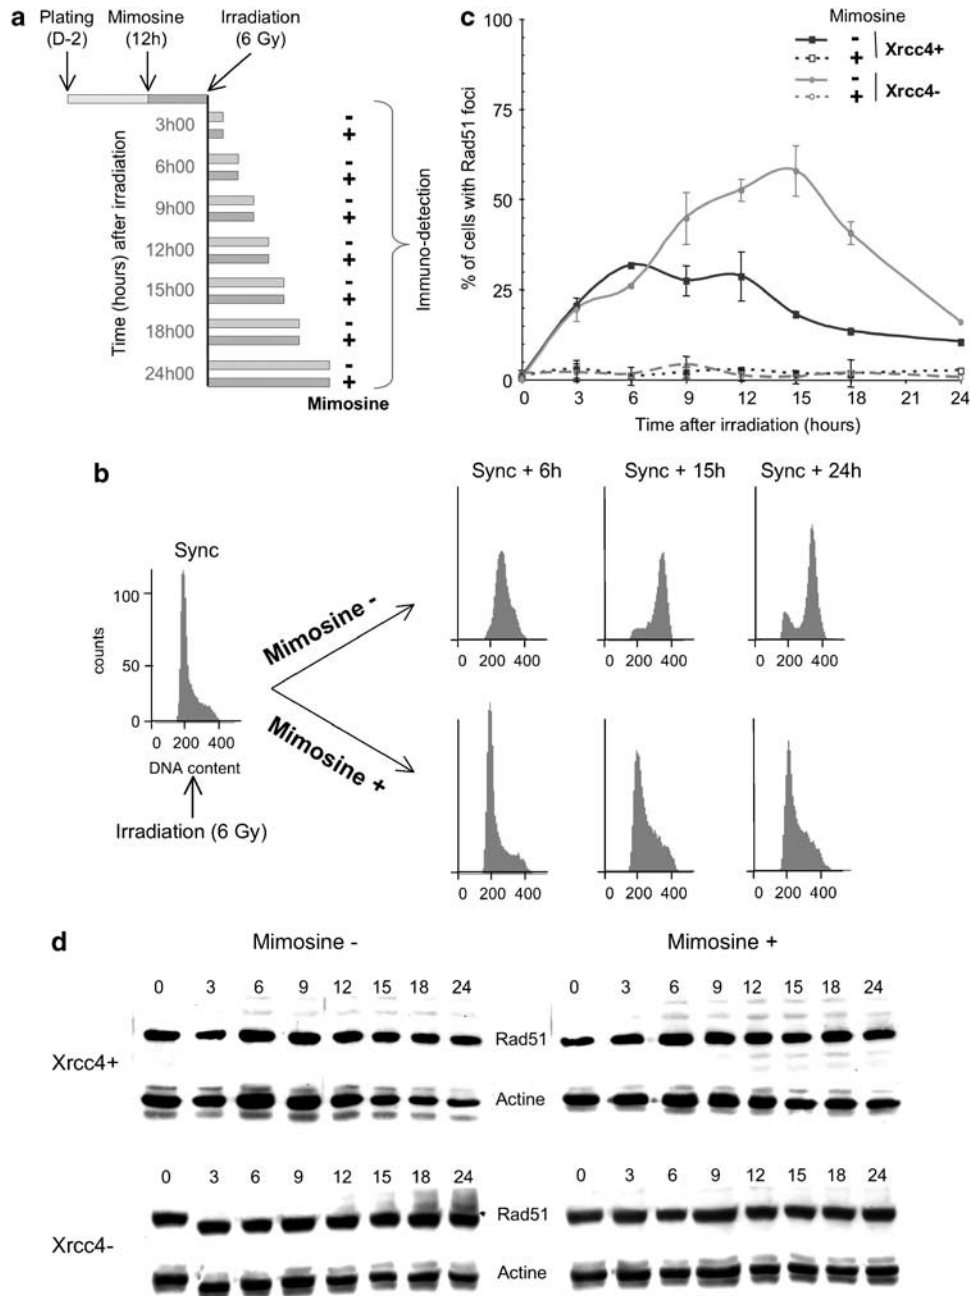 a
Plating
(D-2)
Mimosine
(12h)
Irradiation
(6 Gy)
Time (hours) after irradiation
3h00 - +
6h00 - +
9h00 - +
12h00 - +
15h00 - +
18h00 - +
24h00 - +
Mimosine
Immuno-detection
c
Mimosine
-
+
Xrcc4+
-
+
Xrcc4-
% of cells with Rad51 foci
100
75
50
25
0
0 3 6 9 12 15 18 21 24
Time after irradiation (hours)
b
Sync
counts
100
50
0
0 200 400
DNA content
Irradiation (6 Gy)
Mimosine -
Mimosine +
Sync + 6h
Sync + 15h
Sync + 24h
0 200 400
0 200 400
0 200 400
0 200 400
0 200 400
0 200 400
d
Mimosine -
Mimosine +
0 3 6 9 12 15 18 24
0 3 6 9 12 15 18 24
Xrcc4+
Rad51
Actine
0 3 6 9 12 15 18 24
0 3 6 9 12 15 18 24
Xrcc4-
Rad51
Actine